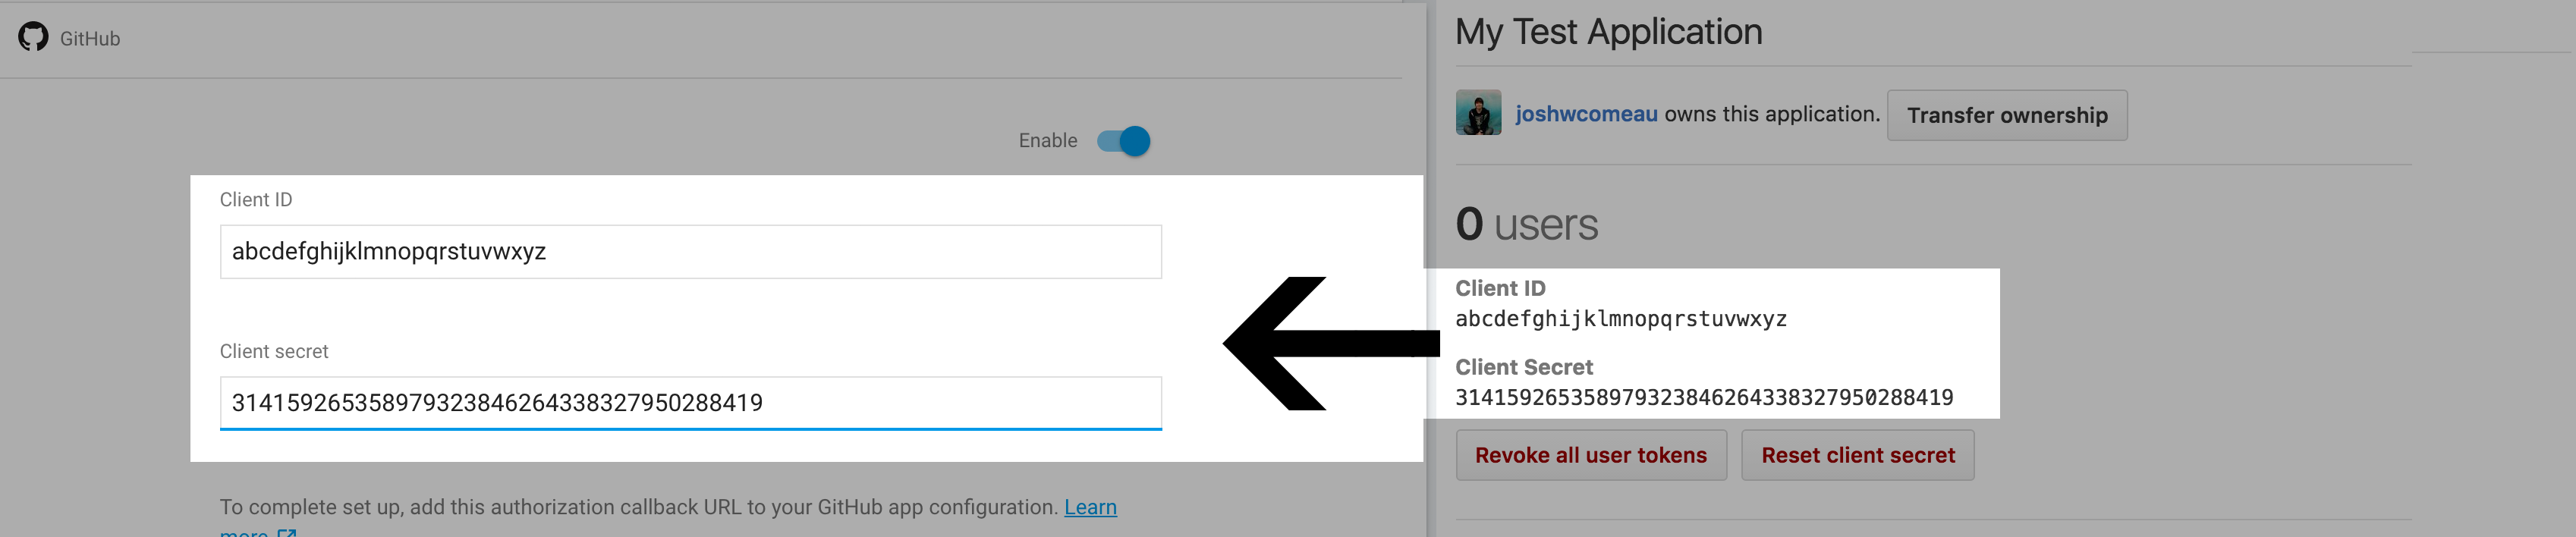 GitHub
Enable
Client ID
abcdefghijklmnopqrstuvwxyz
Client secret
31415926535897932384626433832795028​8419
To complete set up, add this authorization callback URL to your GitHub app configuration. Learn
more
My Test Application
joshwcomeau owns this application. Transfer ownership
0 users
Client ID
abcdefghijklmnopqrstuvwxyz
Client Secret
314159265358979323846264338327950288419
Revoke all user tokens Reset client secret